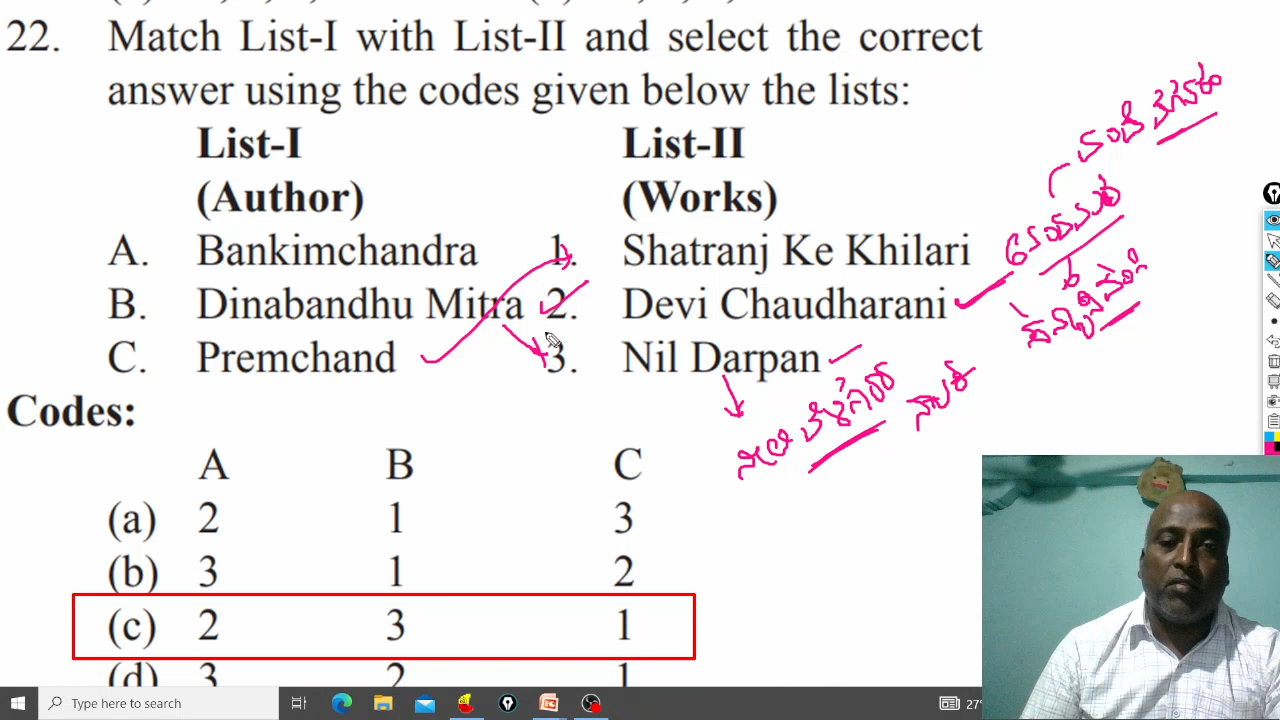 22. Match List-I with List-II and select the correct
answer using the codes given below the lists:
List-I List-II
(Author) (Works)
A. Bankimchandra 1. Shatranj Ke Khilari
B. Dinabandhu Mitra 2. Devi Chaudharani
C. Premchand 3. Nil Darpan
Codes:
A B C
(a) 2 1 3
(b) 3 1 2
(c) 2 3 1
(d) 3 2 1
Type here to search
27°